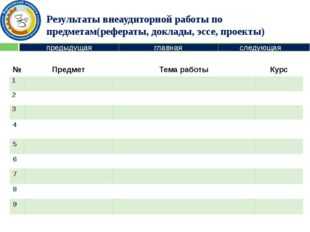 Результаты внеаудиторной работы по
предметам(рефераты, доклады, эссе, проекты)
предыдущая главная следующая
№ Предмет Тема работы Курс
1
2
3
4
5
6
7
8
9